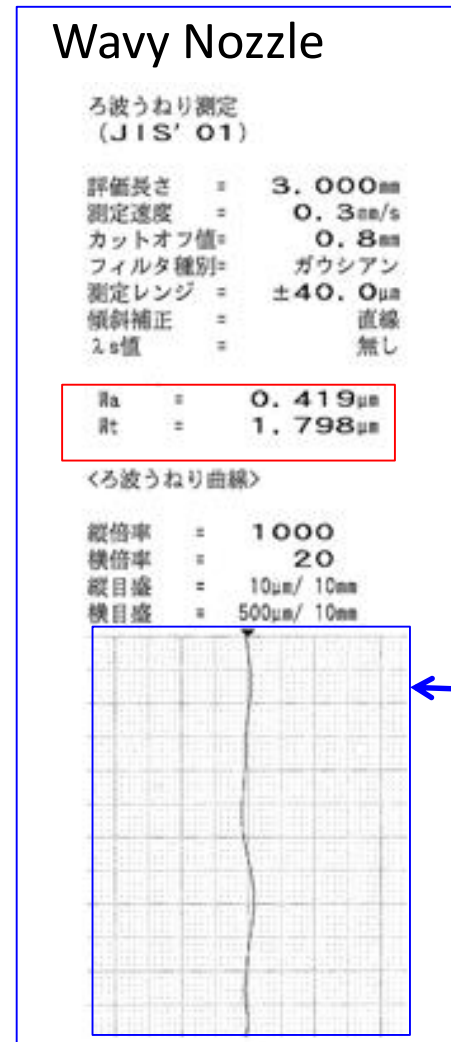 Wavy Nozzle
ろ波うねり測定
(JIS' 01)
評価長さ = 3. 000mm
測定速度 = 0. 3mm/s
カットオフ値= 0. 8mm
フィルタ種別= ガウシアン
測定レンジ = ±40. 0μm
傾斜補正 = 直線
λs値 = 無し
Wa = 0. 419μm
Wt = 1. 798μm
<ろ波うねり曲線>
縦倍率 = 1000
横倍率 = 20
縦目盛 = 10μm/ 10mm
横目盛 = 500μm/ 10mm